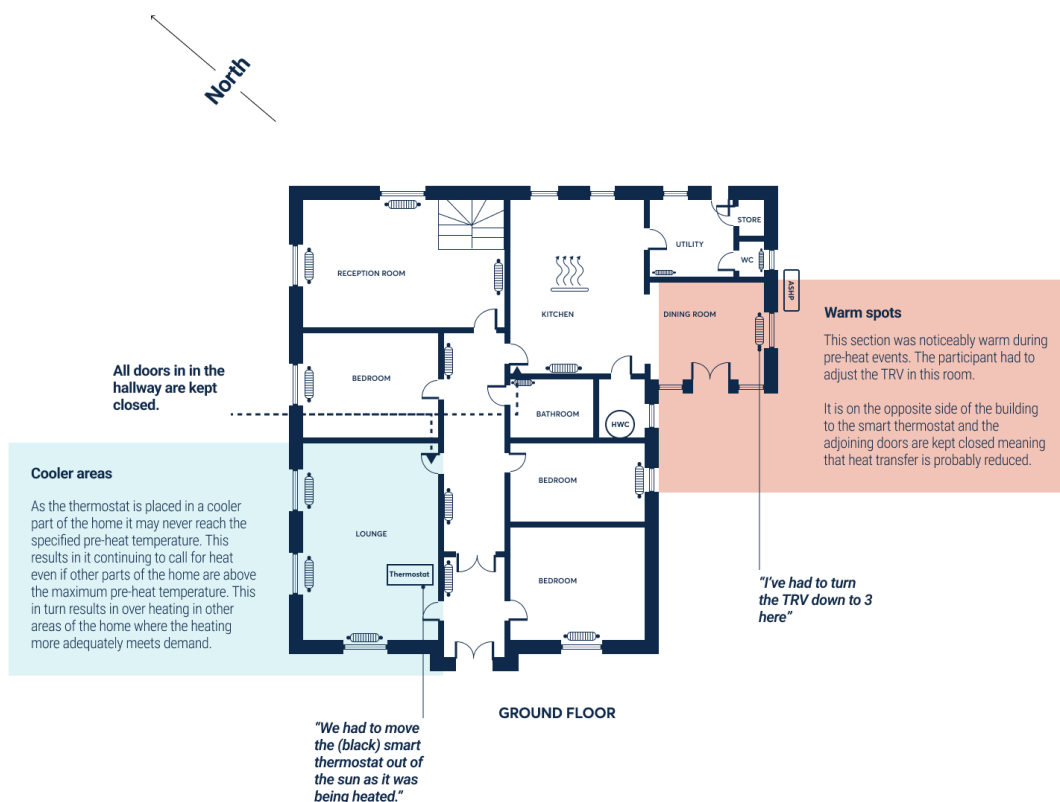 North
STORE
UTILITY
WC
ASHP
RECEPTION ROOM
KITCHEN
DINING ROOM
Warm spots
This section was noticeably warm during
pre-heat events. The participant had to
adjust the TRV in this room.
It is on the opposite side of the building
to the smart thermostat and the
adjoining doors are kept closed meaning
that heat transfer is probably reduced.
All doors in in the
hallway are kept
closed.
BEDROOM
BATHROOM
HWC
Cooler areas
As the thermostat is placed in a cooler
part of the home it may never reach the
specified pre-heat temperature. This
results in it continuing to call for heat
even if other parts of the home are above
the maximum pre-heat temperature. This
in turn results in over heating in other
areas of the home where the heating
more adequately meets demand.
BEDROOM
LOUNGE
Thermostat
BEDROOM
“I’ve had to turn
the TRV down to 3
here”
GROUND FLOOR
“We had to move
the (black) smart
thermostat out of
the sun as it was
being heated.”